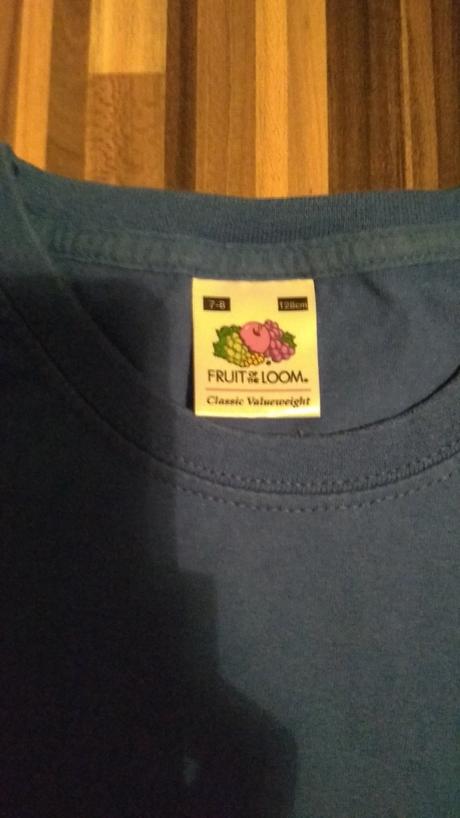 7-8 128cm
FRUIT OF THE LOOM®
Classic Valueweight